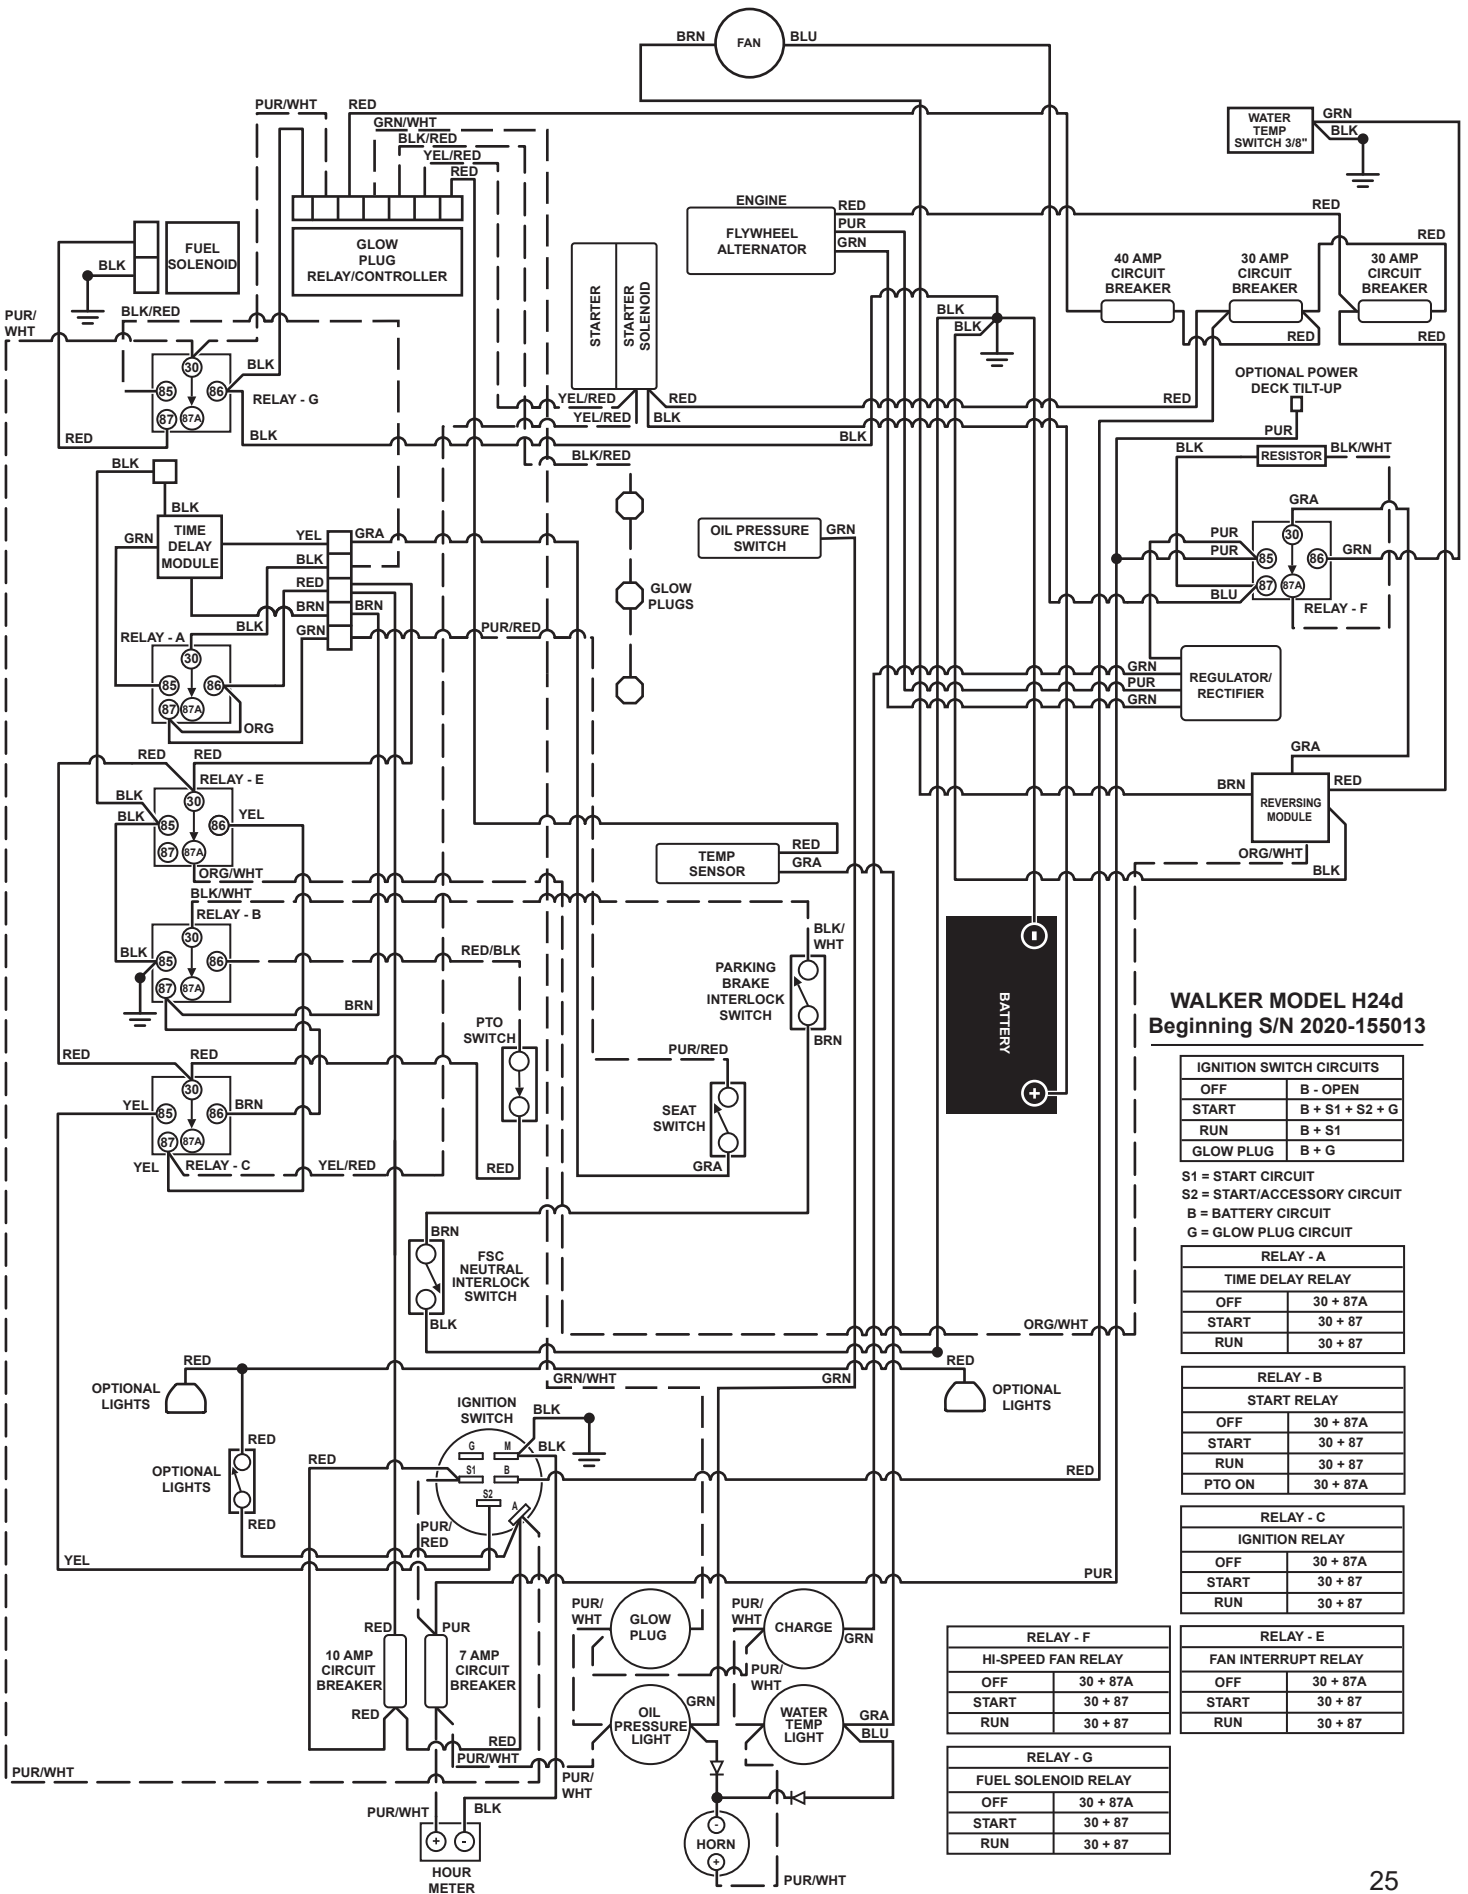 FAN
BRN
BLU
PUR/WHT
RED
GRN/WHT
BLK/RED
YEL/RED
RED
WATER
TEMP
SWITCH 3/8"
GRN
BLK
ENGINE
FLYWHEEL
ALTERNATOR
RED
PUR
GRN
RED
RED
FUEL
SOLENOID
BLK
GLOW
PLUG
RELAY/CONTROLLER
STARTER
STARTER
SOLENOID
40 AMP
CIRCUIT
BREAKER
30 AMP
CIRCUIT
BREAKER
30 AMP
CIRCUIT
BREAKER
PUR/
WHT
BLK/RED
BLK
BLK
RED
RED
30
85
86
87
87A
BLK
RELAY - G
RED
BLK
YEL/RED
YEL/RED
RED
BLK
BLK
RED
OPTIONAL POWER
DECK TILT-UP
PUR
BLK
RESISTOR
BLK/WHT
BLK
BLK
BLK/RED
TIME
DELAY
MODULE
GRN
YEL
GRA
BLK
RED
BRN
BRN
GRN
BLK
PUR/RED
OIL PRESSURE
SWITCH
GRN
GLOW
PLUGS
GRA
PUR
PUR
30
85
86
87
87A
GRN
BLU
RELAY - F
RELAY - A
30
85
86
87
87A
ORG
GRN
PUR
GRN
REGULATOR/
RECTIFIER
RED
RED
RELAY - E
BLK
BLK
30
85
86
87
87A
YEL
ORG/WHT
GRA
BRN
REVERSING
MODULE
RED
ORG/WHT
BLK
TEMP
SENSOR
RED
GRA
BLK/WHT
RELAY - B
30
85
86
87
87A
BLK
RED/BLK
BRN
BLK/
WHT
PARKING
BRAKE
INTERLOCK
SWITCH
BRN
BATTERY
-
+
PTO
SWITCH
RED
PUR/RED
SEAT
SWITCH
GRA
RED
RED
30
85
86
87
87A
YEL
BRN
YEL
RELAY - C
YEL/RED
WALKER MODEL H24d
Beginning S/N 2020-155013
IGNITION SWITCH CIRCUITS
OFF B - OPEN
START B + S1 + S2 + G
RUN B + S1
GLOW PLUG B + G
S1 = START CIRCUIT
S2 = START/ACCESSORY CIRCUIT
B = BATTERY CIRCUIT
G = GLOW PLUG CIRCUIT
BRN
FSC
NEUTRAL
INTERLOCK
SWITCH
BLK
ORG/WHT
RELAY - A
TIME DELAY RELAY
OFF 30 + 87A
START 30 + 87
RUN 30 + 87
RELAY - B
START RELAY
OFF 30 + 87A
START 30 + 87
RUN 30 + 87
PTO ON 30 + 87A
RELAY - C
IGNITION RELAY
OFF 30 + 87A
START 30 + 87
RUN 30 + 87
RED
OPTIONAL
LIGHTS
RED
OPTIONAL
LIGHTS
RED
GRN/WHT
GRN
RED
OPTIONAL
LIGHTS
IGNITION
SWITCH
BLK
BLK
G
M
S1
B
S2
A
RED
RED
PUR/
RED
YEL
PUR
RED
PUR
10 AMP
CIRCUIT
BREAKER
7 AMP
CIRCUIT
BREAKER
RED
RED
PUR/WHT
PUR/WHT
PUR/
WHT
GLOW
PLUG
PUR/
WHT
CHARGE
GRN
PUR/
WHT
OIL
PRESSURE
LIGHT
GRN
WATER
TEMP
LIGHT
GRA
BLU
PUR/
WHT
PUR/WHT
BLK
+
-
HOUR
METER
-
HORN
+
PUR/WHT
RELAY - F
HI-SPEED FAN RELAY
OFF 30 + 87A
START 30 + 87
RUN 30 + 87
RELAY - E
FAN INTERRUPT RELAY
OFF 30 + 87A
START 30 + 87
RUN 30 + 87
RELAY - G
FUEL SOLENOID RELAY
OFF 30 + 87A
START 30 + 87
RUN 30 + 87
25